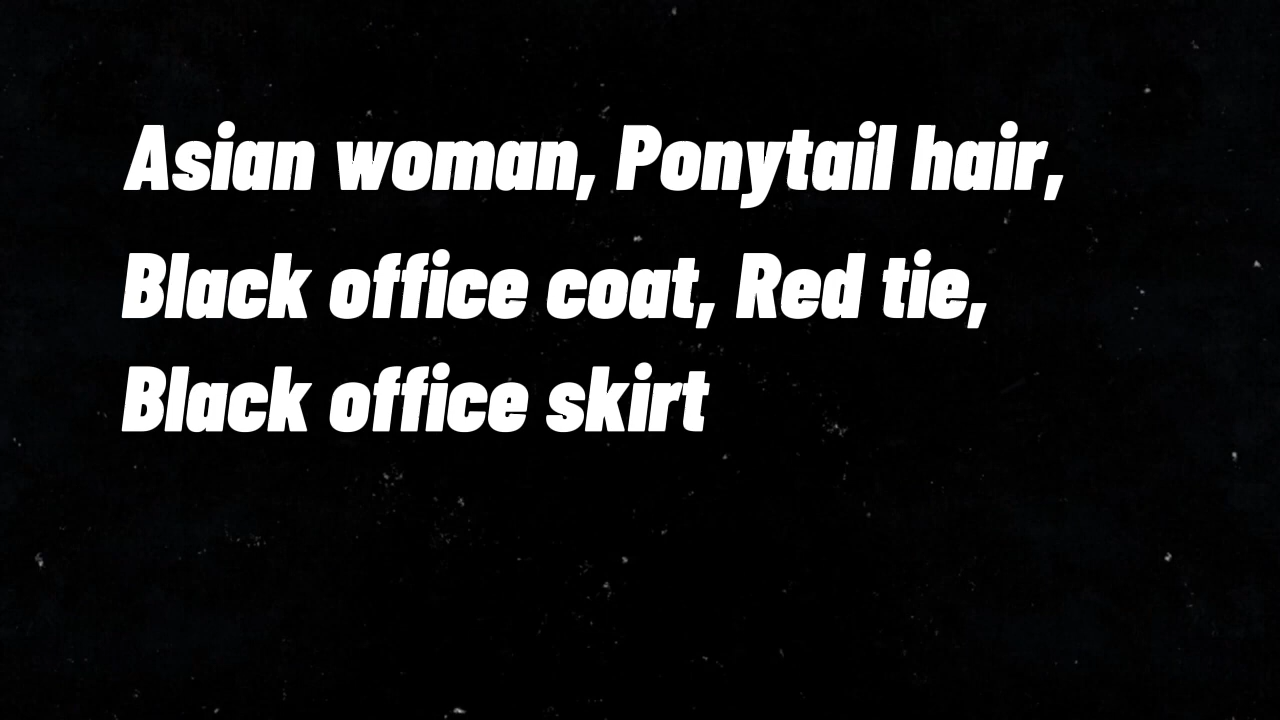 Asian woman, Ponytail hair,
Black office coat, Red tie,
Black office skirt